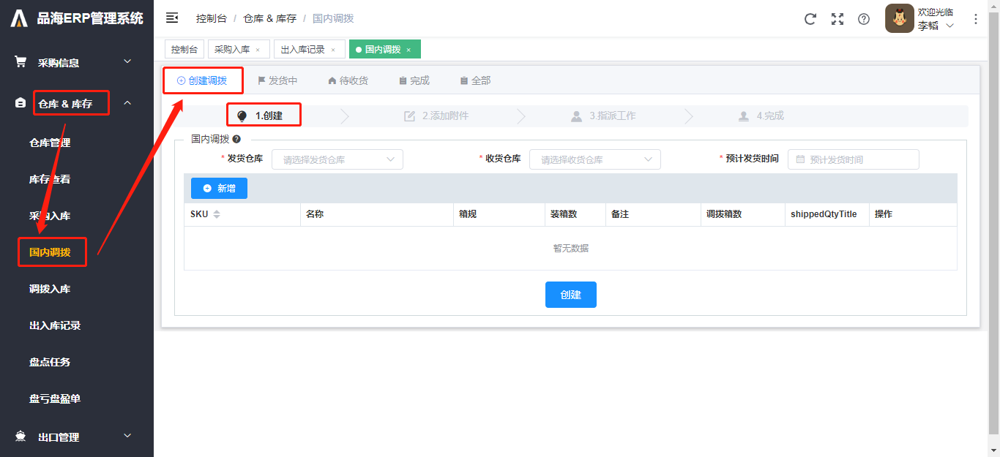 品海ERP管理系统
采购信息
仓库 & 库存
仓库管理
库存查看
采购入库
国内调拨
调拨入库
出入库记录
盘点任务
盘亏盘盈单
出口管理
控制台 / 仓库 & 库存 / 国内调拨
欢迎光临
李韬
控制台 采购入库 × 出入库记录 × 国内调拨 ×
创建调拨 发货中 待收货 完成 全部
1.创建 2.添加附件 3.指派工作 4.完成
国内调拨
* 发货仓库 请选择发货仓库 * 收货仓库 请选择收货仓库 * 预计发货时间 预计发货时间
新增
SKU 名称 箱规 装箱数 备注 调拨箱数 shippedQtyTitle 操作
暂无数据
创建